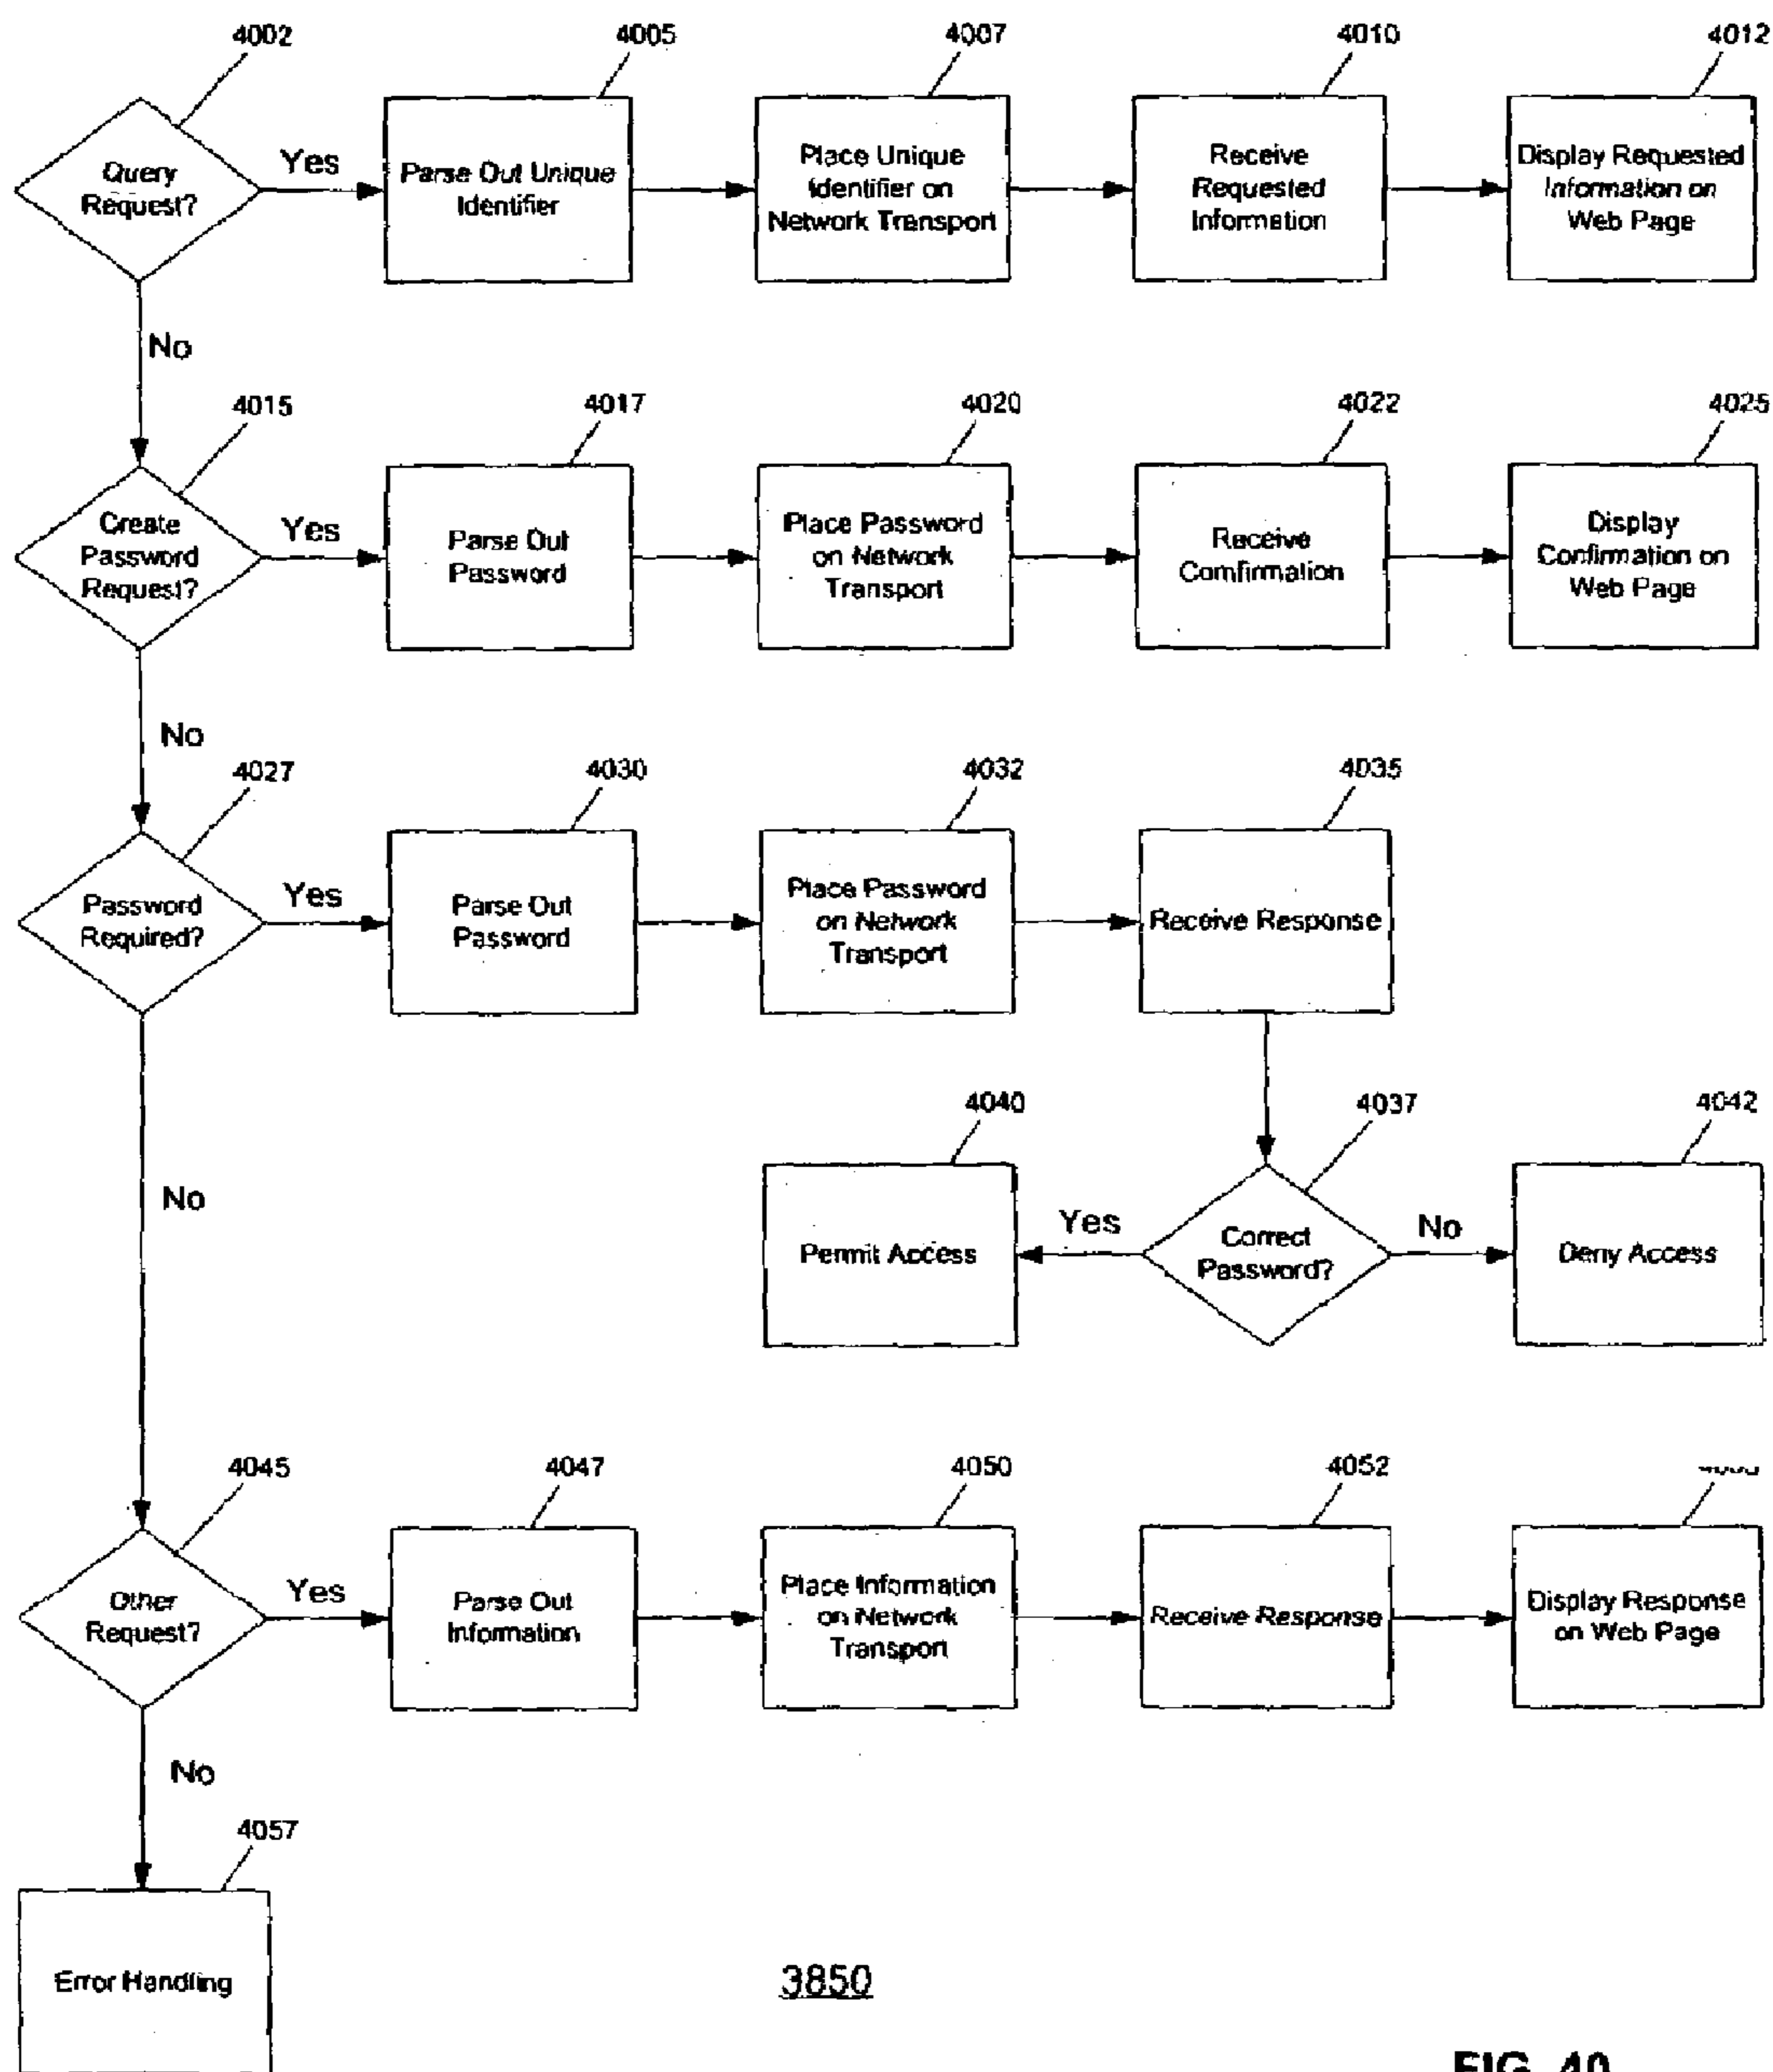 4002
4005
4007
4010
4012
Query
Request?
Yes
Parse Out Unique
Identifier
Place Unique
Identifier on
Network Transport
Receive
Requested
Information
Display Requested
Information on
Web Page
No
4015
4017
4020
4022
4025
Create
Password
Request?
Yes
Parse Out
Password
Place Password
on Network
Transport
Receive
Comfirmation
Display
Confirmation on
Web Page
No
4027
4030
4032
4035
Password
Required?
Yes
Parse Out
Password
Place Password
on Network
Transport
Receive Response
4040
4037
4042
No
Permit Access
Yes
Correct
Password?
No
Deny Access
4045
4047
4050
4052
Other
Request?
Yes
Parse Out
Information
Place Information
on Network
Transport
Receive Response
Display Response
on Web Page
No
4057
Error Handling
3850
FIG. 40